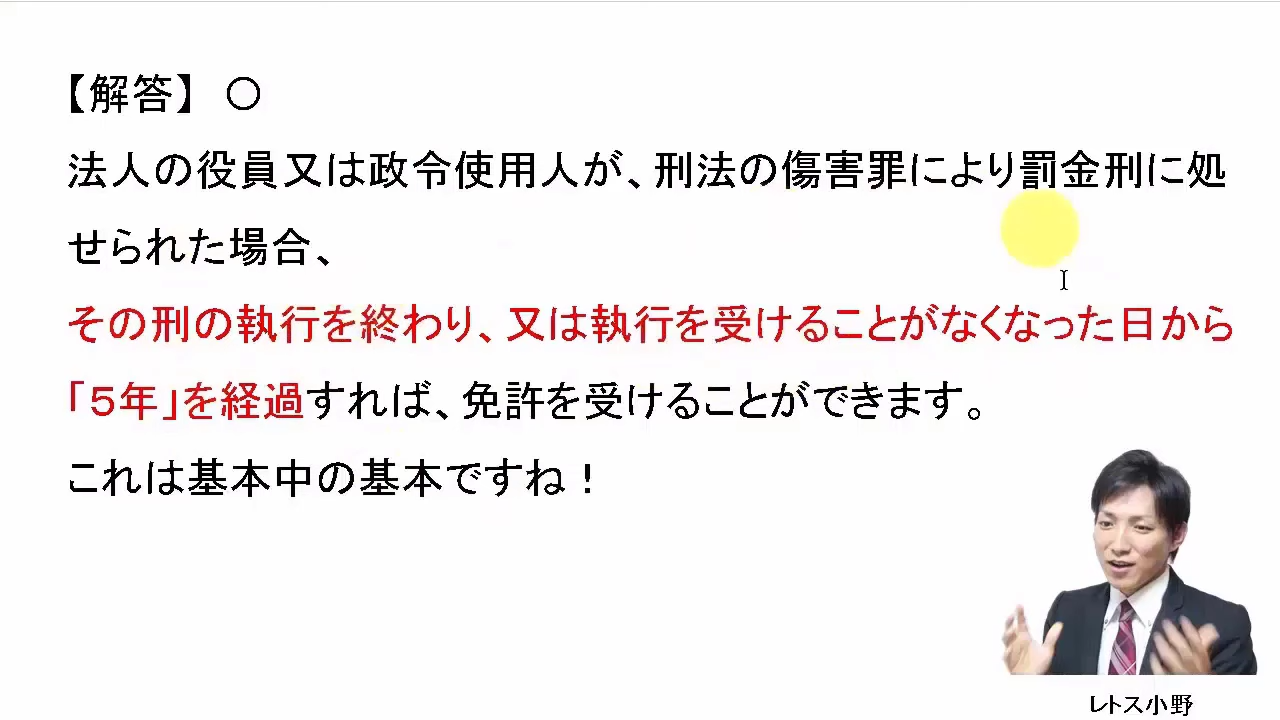 【解答】 〇
法人の役員又は政令使用人が、刑法の傷害罪により罰金刑に処
せられた場合、
その刑の執行を終わり、又は執行を受けることがなくなった日から
「５年」を経過すれば、免許を受けることができます。
これは基本中の基本ですね！
レトス小野